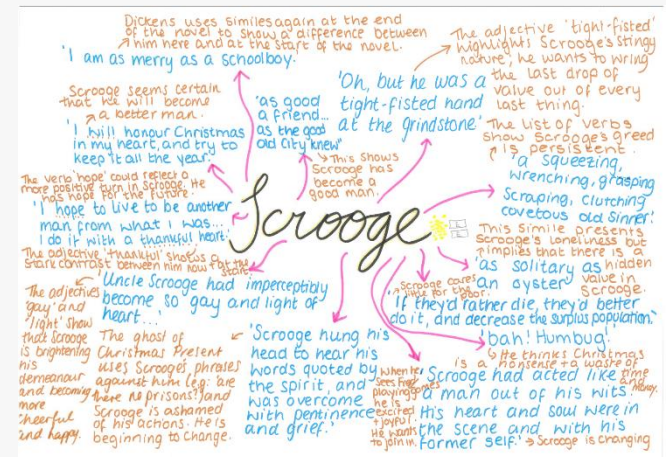 Dickens uses similes again at the end
of the novel to show a difference between
him here and at the start of the novel.
'I am as merry as a schoolboy.'
The adjective 'tight-fisted'
highlights Scrooge's stingy
nature, he wants to wring
the last drop of
value out of every
last thing.
'Oh, but he was a
tight-fisted hand
at the grindstone'
Scrooge seems certain
that he will become
a better man.
'I will honour Christmas
in my heart, and try to
keep it all the year.'
'as good
a friend...
as the good
old City knew"
This shows
Scrooge has
become a
good man.
The list of verbs
show Scrooge's greed
is persistent.
'a squeezing,
wrenching, grasping
Scraping, clutching
covetous old sinner!
The verb 'hope' could reflect a
more positive turn in Scrooge. He
has hope for the future.
'I hope to live to be another
man from what I was...
I do it with a thankful heart.'
Scrooge
This simile presents
Scrooge's loneliness but
implies that there is a
hidden
value in
Scrooge.
'as solitary as
an oyster'
The adjective 'thankful' shows a
stark contrast between him now + at the
start.
'Uncle Scrooge had imperceptibly
become so gay and light of
heart...'
Scrooge cares
little for the poor.
'If they'd rather die, they'd better
do it, and decrease the surplus population.'
'bah! Humbug!'
He thinks Christmas
is a nonsense + a waste of
time
and
money.
The adjectives
'gay' and
'light' show
that Scrooge
is brightening
his
demeanour
and becoming
more
cheerful
and happy.
The ghost of
Christmas Present
uses Scrooge's phrases
against him (e.g. 'are
there no prisons?') and
Scrooge is ashamed
of his actions. He is
beginning to change.
'Scrooge hung his
head to hear his
words quoted by
the spirit, and
was overcome
with pentinence
and grief.'
When he
sees Fred
playing games
he is
excited
+ joyful.
He wants
to join in.
'Scrooge had acted like
a man out of his wits.
His heart and soul were in
the scene and with his
former self.' → Scrooge is changing